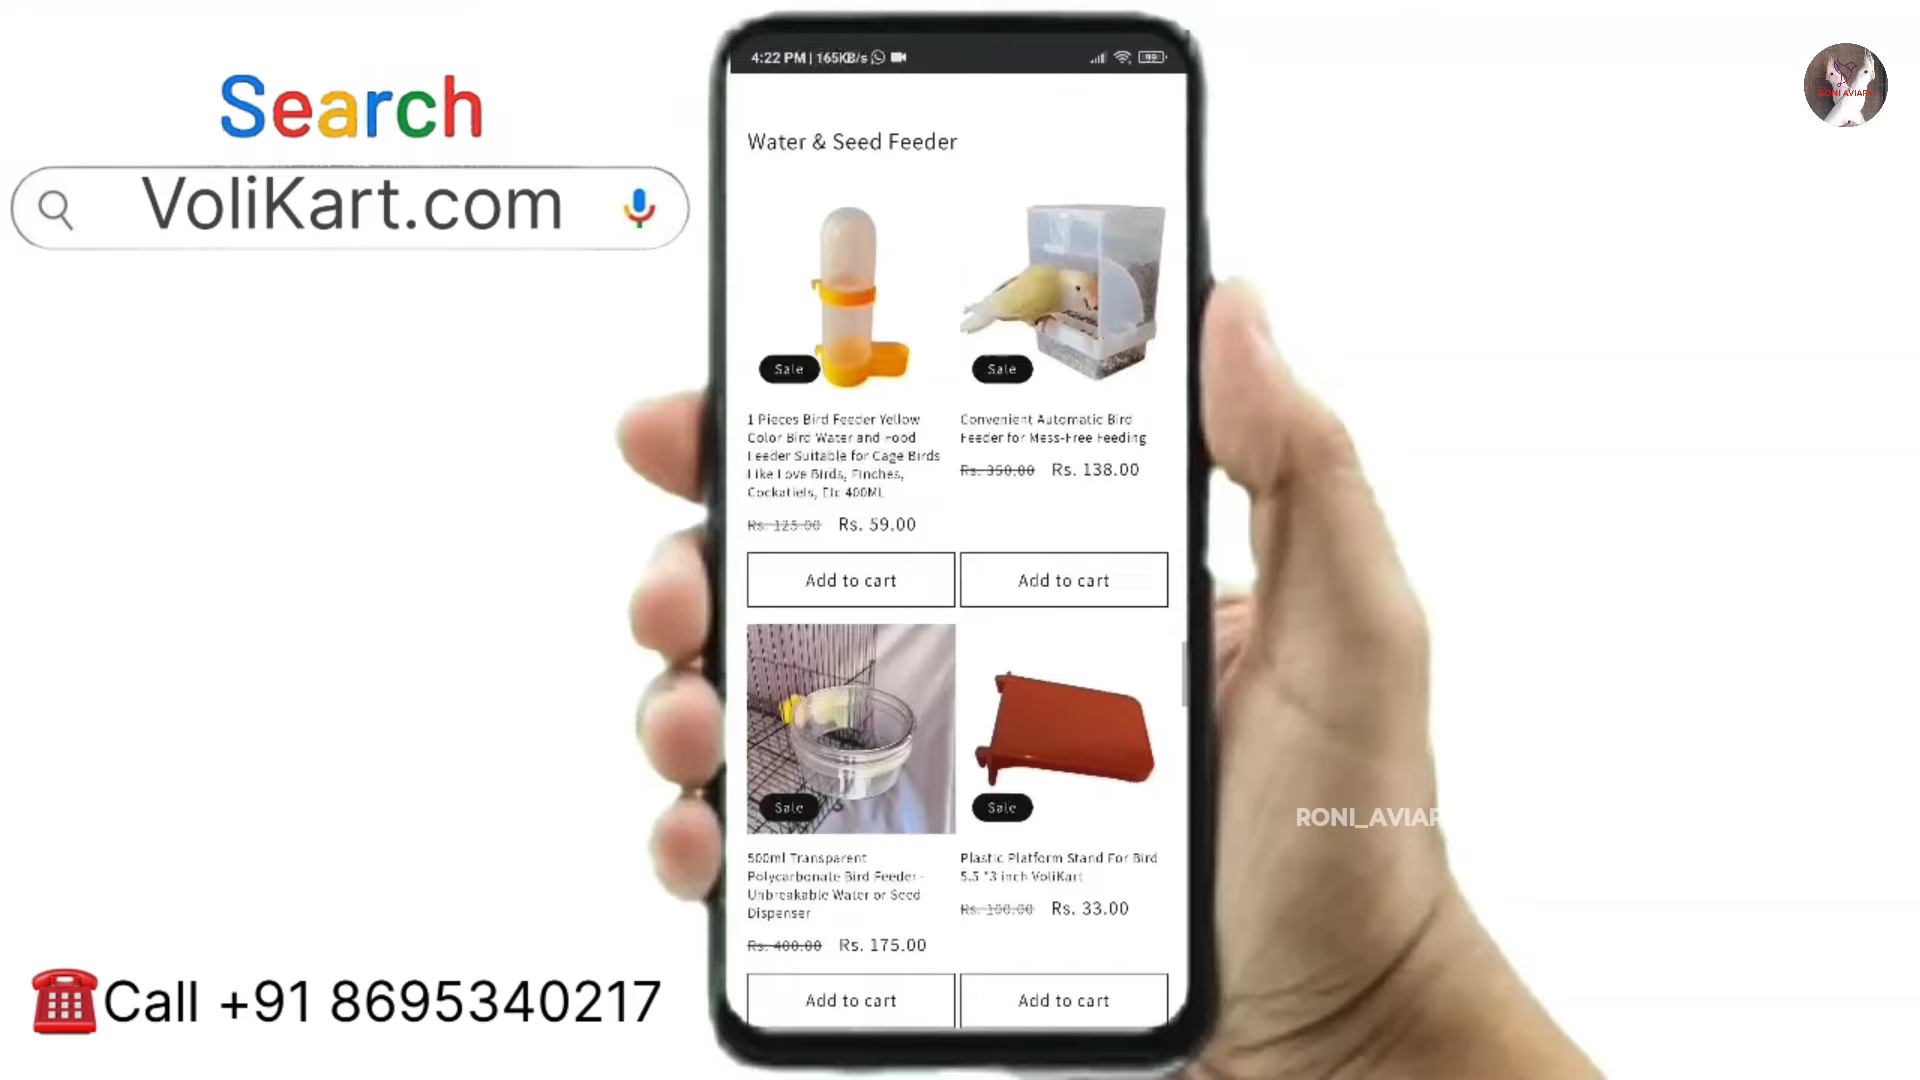 Search
VoliKart.com
Call +91 8695340217
4:22 PM | 165KB/s
99
Water & Seed Feeder
Sale
1 Pieces Bird Feeder Yellow
Color Bird Water and Food
Feeder Suitable for Cage Birds
Like Love Birds, Finches,
Cockatiels, Etc 400ML
Rs. 125.00 Rs. 59.00
Add to cart
Sale
Convenient Automatic Bird
Feeder for Mess-Free Feeding
Rs. 350.00 Rs. 138.00
Add to cart
Sale
500ml Transparent
Polycarbonate Bird Feeder -
Unbreakable Water or Seed
Dispenser
Rs. 400.00 Rs. 175.00
Add to cart
Sale
Plastic Platform Stand For Bird
5.5 *3 inch VoliKart
Rs. 100.00 Rs. 33.00
Add to cart
RONI AVIARY
RONI_AVIAR